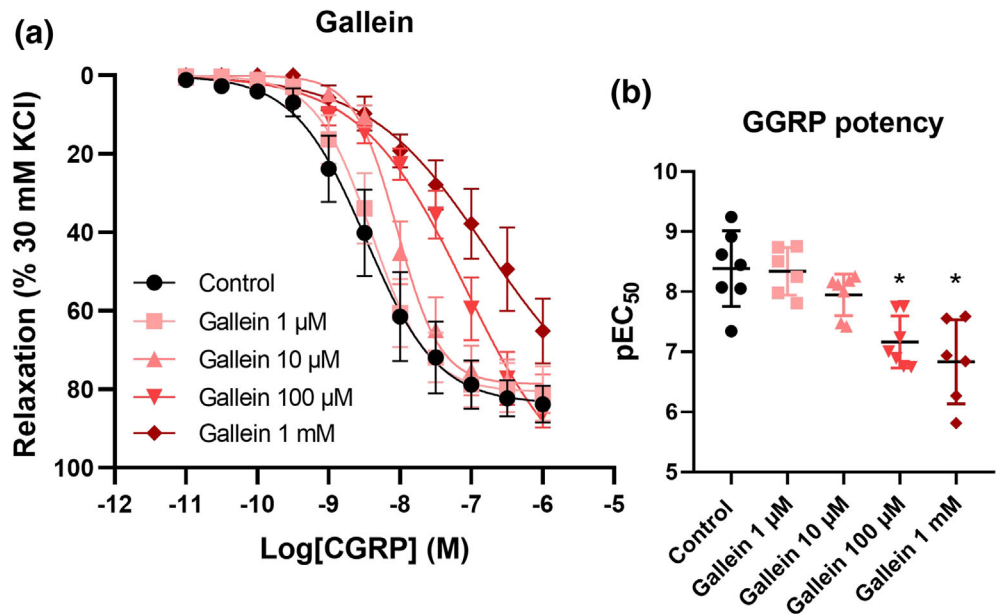 (a)
Gallein
Relaxation (% 30 mM KCl)
0
20
40
60
80
100
Control
Gallein 1 µM
Gallein 10 µM
Gallein 100 µM
Gallein 1 mM
-12
-11
-10
-9
-8
-7
-6
-5
Log[CGRP] (M)
(b)
GGRP potency
pEC50
10
9
8
7
6
5
*
*
Control
Gallein 1 µM
Gallein 10 µM
Gallein 100 µM
Gallein 1 mM